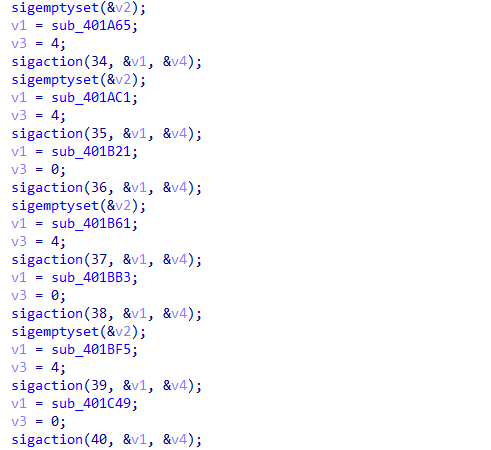 sigemptyset(&v2);
v1 = sub_401A65;
v3 = 4;
sigaction(34, &v1, &v4);
sigemptyset(&v2);
v1 = sub_401AC1;
v3 = 4;
sigaction(35, &v1, &v4);
v1 = sub_401B21;
v3 = 0;
sigaction(36, &v1, &v4);
sigemptyset(&v2);
v1 = sub_401B61;
v3 = 4;
sigaction(37, &v1, &v4);
v1 = sub_401BB3;
v3 = 0;
sigaction(38, &v1, &v4);
sigemptyset(&v2);
v1 = sub_401BF5;
v3 = 4;
sigaction(39, &v1, &v4);
v1 = sub_401C49;
v3 = 0;
sigaction(40, &v1, &v4);